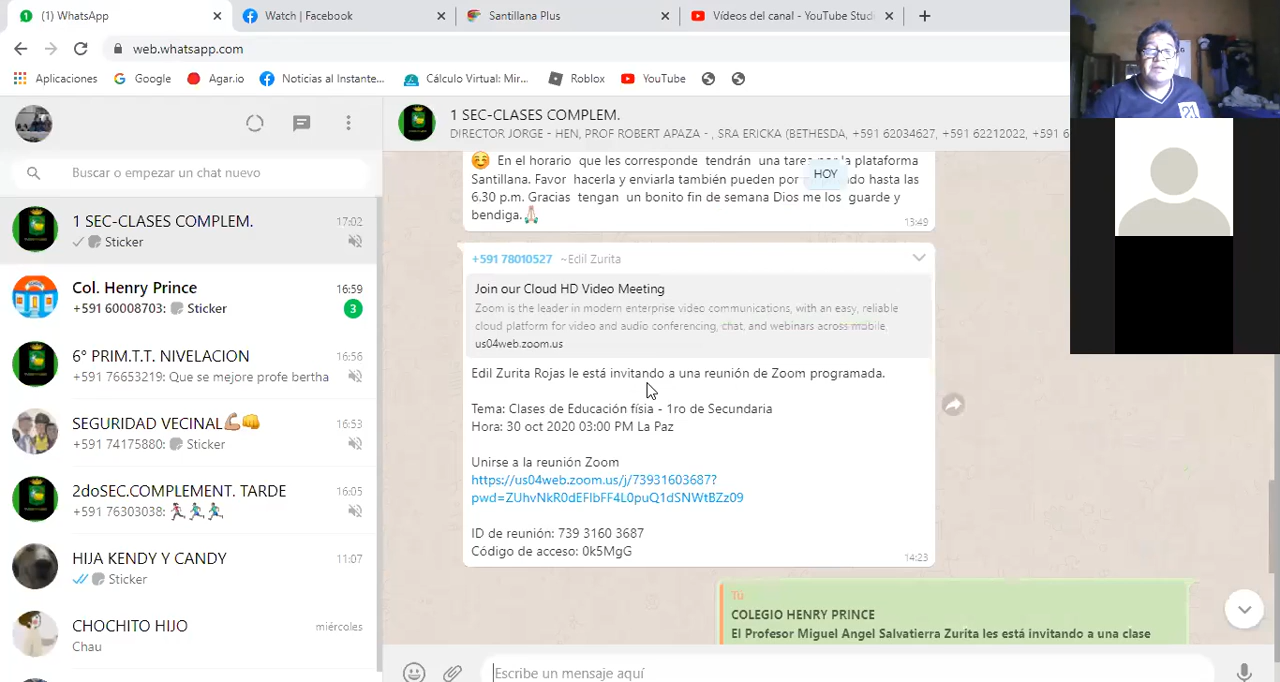 (1) WhatsApp
Watch | Facebook
Santillana Plus
Vídeos del canal - YouTube Stud
web.whatsapp.com
Aplicaciones
Google
Agar.io
Noticias al Instante...
Cálculo Virtual: Mir...
Roblox
YouTube
Buscar o empezar un chat nuevo
1 SEC-CLASES COMPLEM.
17:02
Sticker
Col. Henry Prince
16:59
+591 60008703: Sticker
3
6° PRIM.T.T. NIVELACION
16:56
+591 76653219: Que se mejore profe bertha
SEGURIDAD VECINAL💪🏽👊
16:53
+591 74175880: Sticker
2doSEC.COMPLEMENT. TARDE
16:05
+591 76303038: 🏃🏻‍♀️🏃🏻‍♂️🏃🏻‍♂️
HIJA KENDY Y CANDY
11:07
Sticker
CHOCHITO HIJO
miércoles
Chau
1 SEC-CLASES COMPLEM.
DIRECTOR JORGE - HEN, PROF ROBERT APAZA - , SRA ERICKA (BETHESDA, +591 62034627, +591 62212022, +591 6
☺️ En el horario que les corresponde tendrán una tarea la plataforma
HOY
Santillana. Favor hacerla y enviarla también pueden por hasta las
6.30 p.m. Gracias tengan un bonito fin de semana Dios me los guarde y
bendiga.🙏🏻
13:49
+591 78010527 ~Edil Zurita
Join our Cloud HD Video Meeting
Zoom is the leader in modern enterprise video communications, with an easy, reliable
cloud platform for video and audio conferencing, chat, and webinars across mobile,
us04web.zoom.us
Edil Zurita Rojas le está invitando a una reunión de Zoom programada.
Tema: Clases de Educación físia - 1ro de Secundaria
Hora: 30 oct 2020 03:00 PM La Paz
Unirse a la reunión Zoom
https://us04web.zoom.us/j/73931603687?
pwd=ZUhvNkR0dEFIbFF4L0puQ1dSNWtBZz09
ID de reunión: 739 3160 3687
Código de acceso: 0k5MgG
14:23
Tú
COLEGIO HENRY PRINCE
El Profesor Miguel Angel Salvatierra Zurita les está invitando a una clase
Escribe un mensaje aquí
21